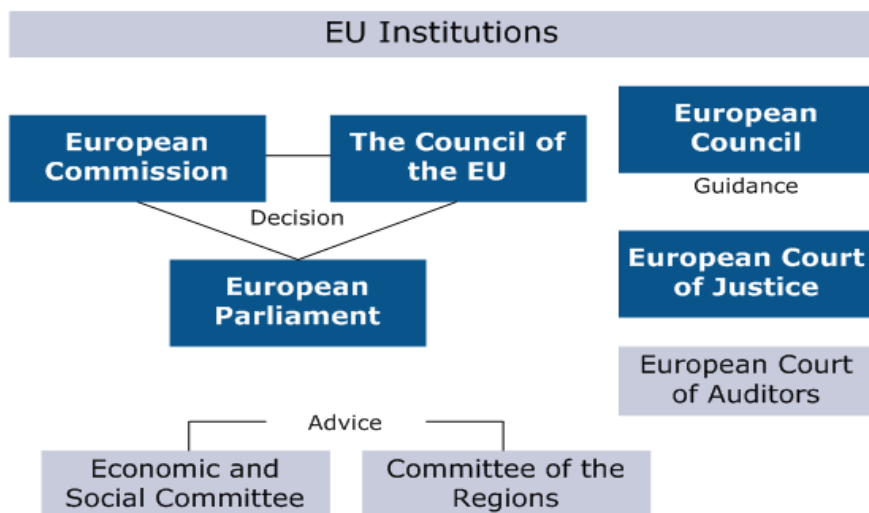 EU Institutions
European
Commission
The Council of
the EU
European
Council
Guidance
Decision
European
Parliament
European Court
of Justice
European Court
of Auditors
Advice
Economic and
Social Committee
Committee of the
Regions